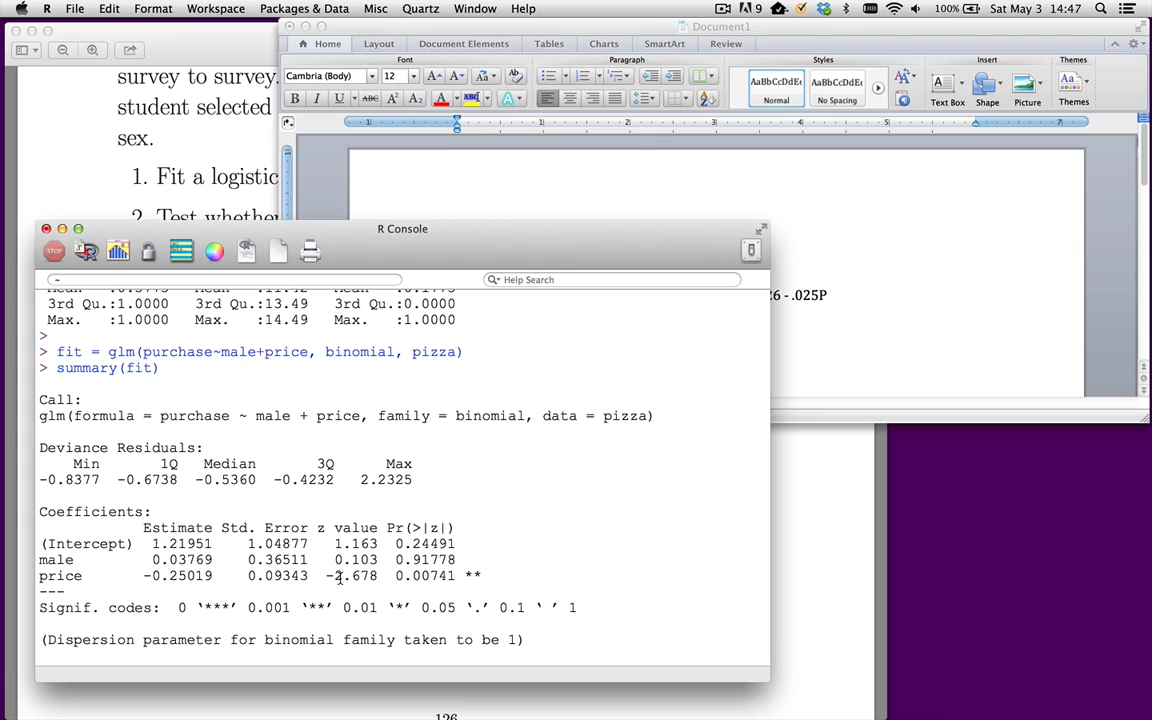 R File Edit Format Workspace Packages & Data Misc Quartz Window Help 9 100% Sat May 3 14:47
Document1
Home Layout Document Elements Tables Charts SmartArt Review
Font Paragraph Styles Insert Themes
Cambria (Body) 12 AaBbCcDdEe AaBbCcDdEe
Normal No Spacing Text Box Shape Picture Themes
survey to survey.
student selected
sex.
1. Fit a logistic
2. Test whether
26 - .025P
R Console
STOP
~ Help Search
3rd Qu.:1.0000 3rd Qu.:13.49 3rd Qu.:0.0000
Max. :1.0000 Max. :14.49 Max. :1.0000
>
> fit = glm(purchase~male+price, binomial, pizza)
> summary(fit)
Call:
glm(formula = purchase ~ male + price, family = binomial, data = pizza)
Deviance Residuals:
Min 1Q Median 3Q Max
-0.8377 -0.6738 -0.5360 -0.4232 2.2325
Coefficients:
Estimate Std. Error z value Pr(>|z|)
(Intercept) 1.21951 1.04877 1.163 0.24491
male 0.03769 0.36511 0.103 0.91778
price -0.25019 0.09343 -2.678 0.00741 **
---
Signif. codes: 0 ‘***’ 0.001 ‘**’ 0.01 ‘*’ 0.05 ‘.’ 0.1 ‘ ’ 1
(Dispersion parameter for binomial family taken to be 1)
126